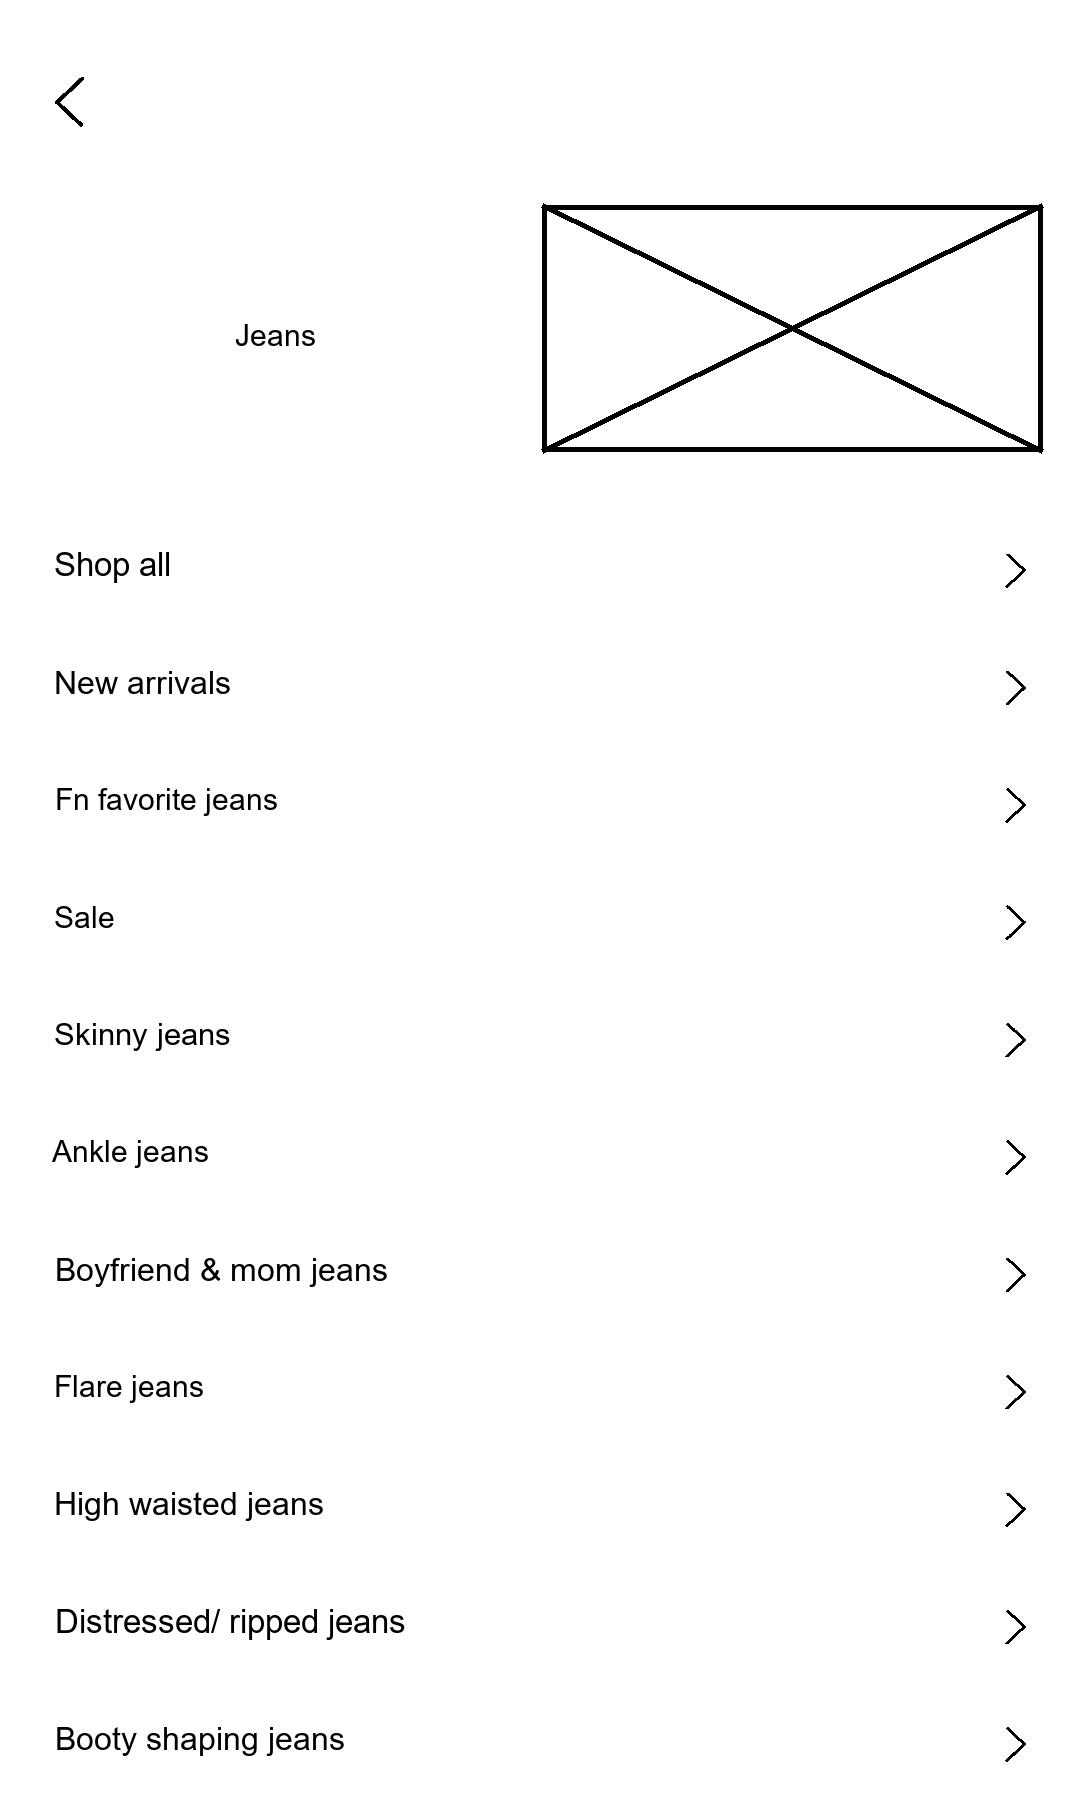 Jeans
Shop all
New arrivals
Fn favorite jeans
Sale
Skinny jeans
Ankle jeans
Boyfriend & mom jeans
Flare jeans
High waisted jeans
Distressed/ ripped jeans
Booty shaping jeans